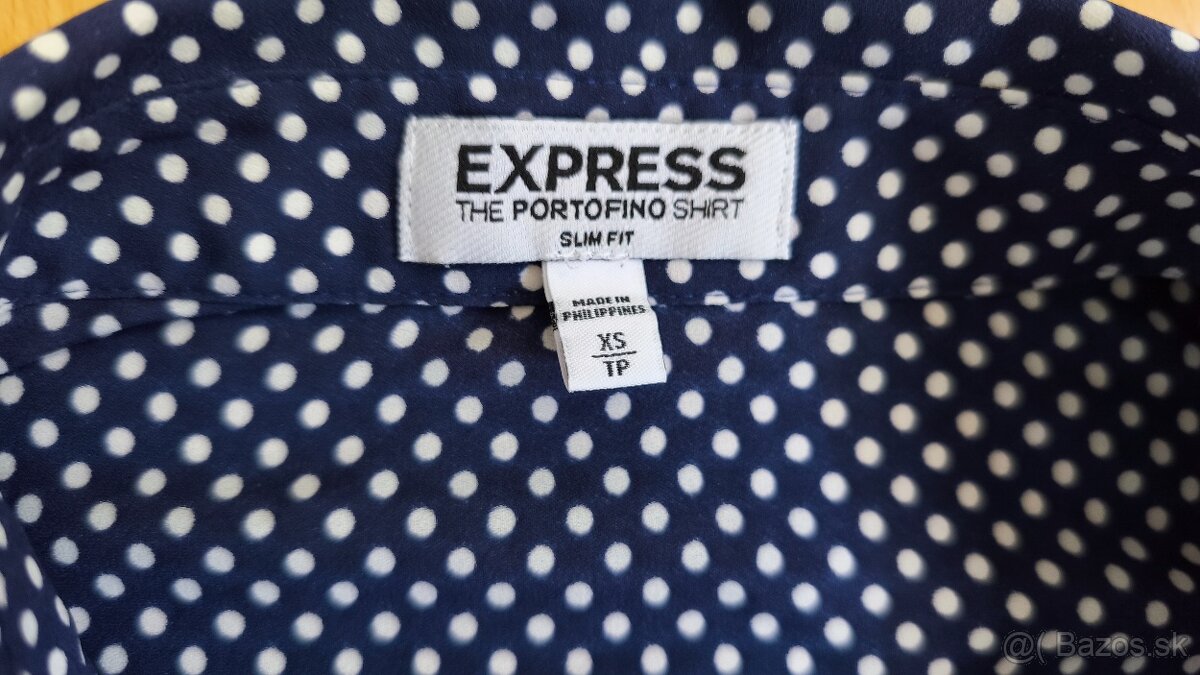 EXPRESS
THE PORTOFINO SHIRT
SLIM FIT
MADE IN
PHILIPPINES
XS
TP
@( Bazos.sk